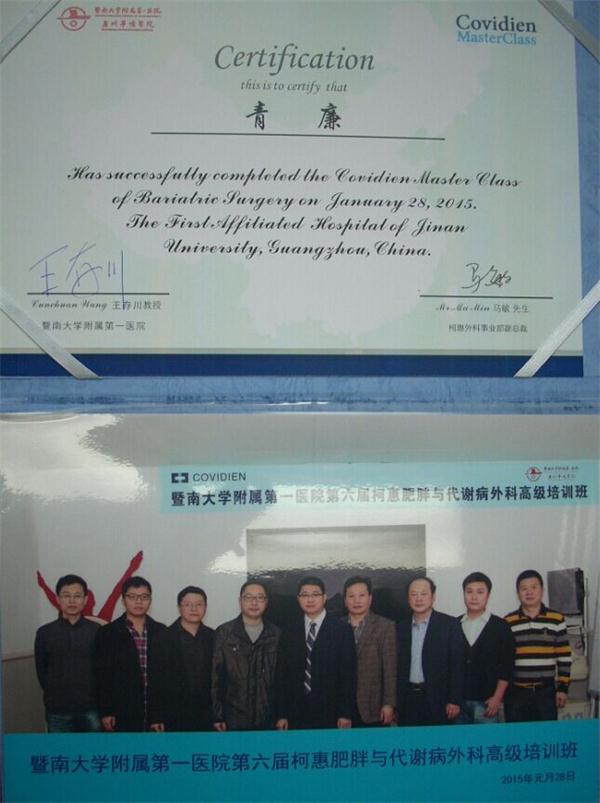 暨南大学附属第一医院
广州华侨医院
Covidien
MasterClass
Certification
this is to certify that
青 廉
Has successfully completed the Covidien Master Class
of Bariatric Surgery on January 28, 2015.
The First Affiliated Hospital of Jinan
University, Guangzhou, China.
王存川
马敏
Cunchuan Wang 王存川教授
暨南大学附属第一医院
Mr.Ma Min 马敏 先生
柯惠外科事业部副总裁
COVIDIEN
暨南大学附属第一医院第六届柯惠肥胖与代谢病外科高级培训班
暨南大学附属第一医院第六届柯惠肥胖与代谢病外科高级培训班
2015年元月28日